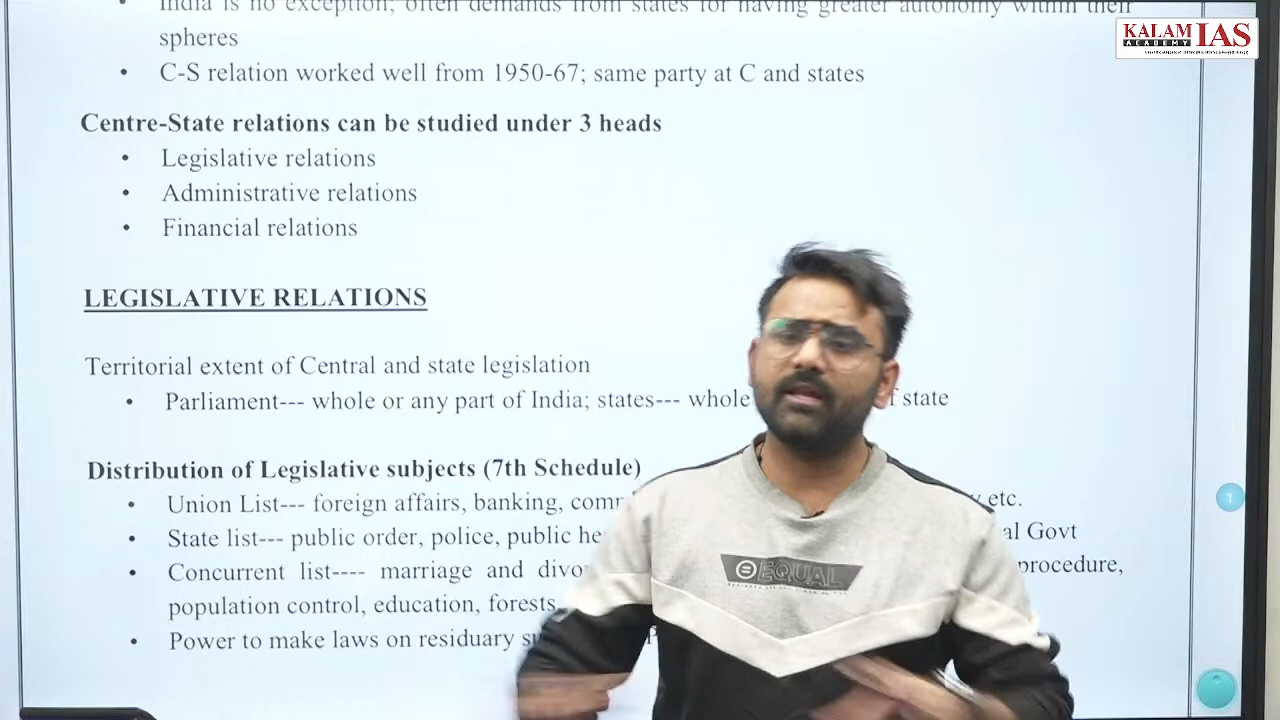 India is no exception; often demands from states for having greater autonomy within their
spheres
C-S relation worked well from 1950-67; same party at C and states
KALAM IAS
ACADEMY
Centre-State relations can be studied under 3 heads
• Legislative relations
• Administrative relations
• Financial relations
LEGISLATIVE RELATIONS
Territorial extent of Central and state legislation
• Parliament--- whole or any part of India; states--- whole f state
Distribution of Legislative subjects (7th Schedule)
• Union List--- foreign affairs, banking, etc.
• State list--- public order, police, public al Govt
• Concurrent list---- marriage and procedure,
population control, education, forests
• Power to make laws on residuary
EQUAL
1